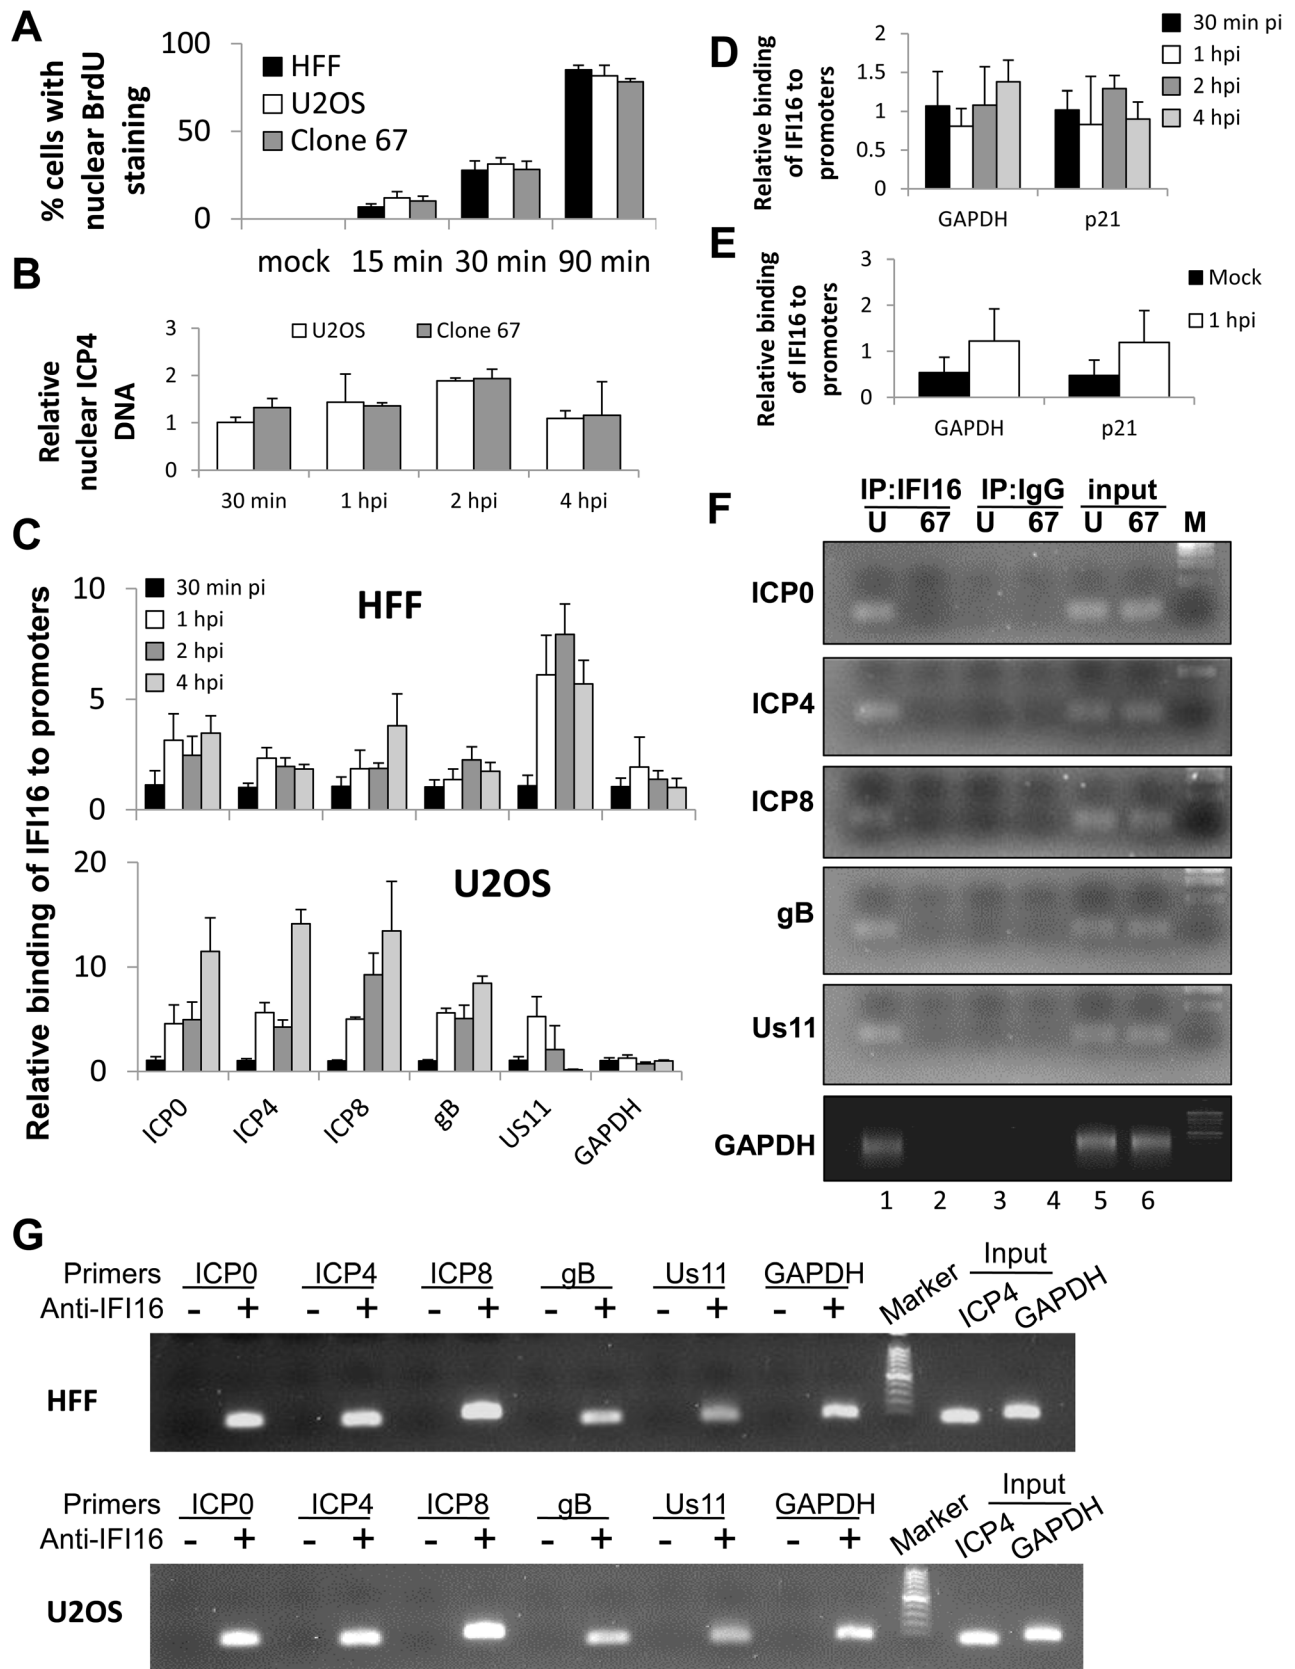 A
% cells with
nuclear BrdU
staining
100
50
0
HFF
U2OS
Clone 67
mock 15 min 30 min 90 min
B
Relative
nuclear ICP4
DNA
3
2
1
0
U2OS Clone 67
30 min 1 hpi 2 hpi 4 hpi
C
Relative binding of IFI16 to promoters
10
5
0
30 min pi
1 hpi
2 hpi
4 hpi
HFF
20
10
0
U2OS
ICP0 ICP4 ICP8 gB US11 GAPDH
D
Relative binding
of IFI16 to
promoters
2
1.5
1
0.5
0
30 min pi
1 hpi
2 hpi
4 hpi
GAPDH p21
E
Relative binding
of IFI16 to
promoters
3
2
1
0
Mock
1 hpi
GAPDH p21
F
IP:IFI16 IP:IgG input
U 67 U 67 U 67 M
ICP0
ICP4
ICP8
gB
Us11
GAPDH
1 2 3 4 5 6
G
Primers ICP0 ICP4 ICP8 gB Us11 GAPDH Marker Input
ICP4 GAPDH
Anti-IFI16 - + - + - + - + - + - +
HFF
Primers ICP0 ICP4 ICP8 gB Us11 GAPDH Marker Input
ICP4 GAPDH
Anti-IFI16 - + - + - + - + - + - +
U2OS